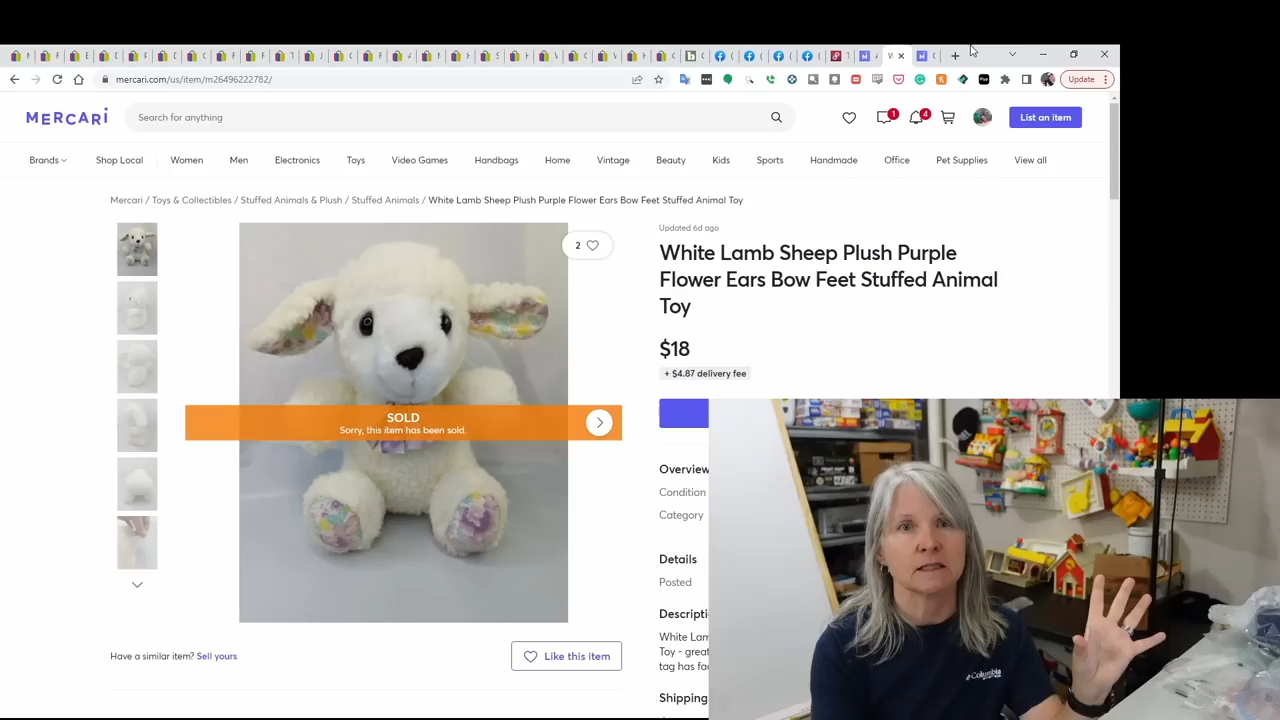 mercari.com/us/item/m26496222782/
Update
MERCARI
Search for anything
1
4
List an item
Brands
Shop Local
Women
Men
Electronics
Toys
Video Games
Handbags
Home
Vintage
Beauty
Kids
Sports
Handmade
Office
Pet Supplies
View all
Mercari / Toys & Collectibles / Stuffed Animals & Plush / Stuffed Animals / White Lamb Sheep Plush Purple Flower Ears Bow Feet Stuffed Animal Toy
2
Updated 6d ago
White Lamb Sheep Plush Purple
Flower Ears Bow Feet Stuffed Animal
Toy
$18
+ $4.87 delivery fee
SOLD
Sorry, this item has been sold.
Overview
Condition
Category
Details
Posted
Descripti
White Lam
Toy - great
tag has fac
Shipping
Have a similar item? Sell yours
Like this item
Columbia